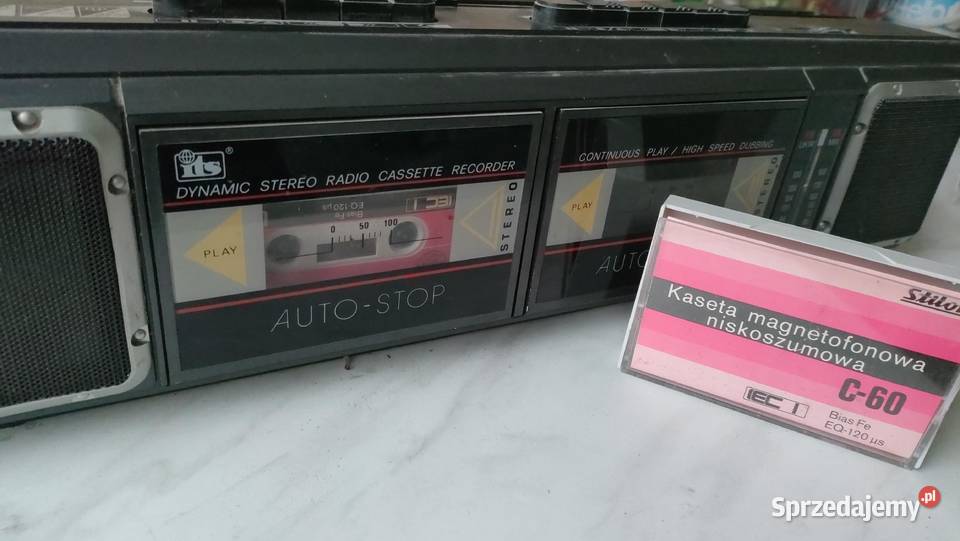 its ®
DYNAMIC STEREO RADIO CASSETTE RECORDER
PLAY
IEC I
Bias Fe
EQ-120 µs
0 50 100
STEREO
AUTO-STOP
CONTINUOUS PLAY / HIGH SPEED DUBBING
PLAY
STEREO
Stilon
Kaseta magnetofonowa
niskoszumowa
C-60
IEC I
Bias Fe
EQ-120 µs
Sprzedajemy.pl